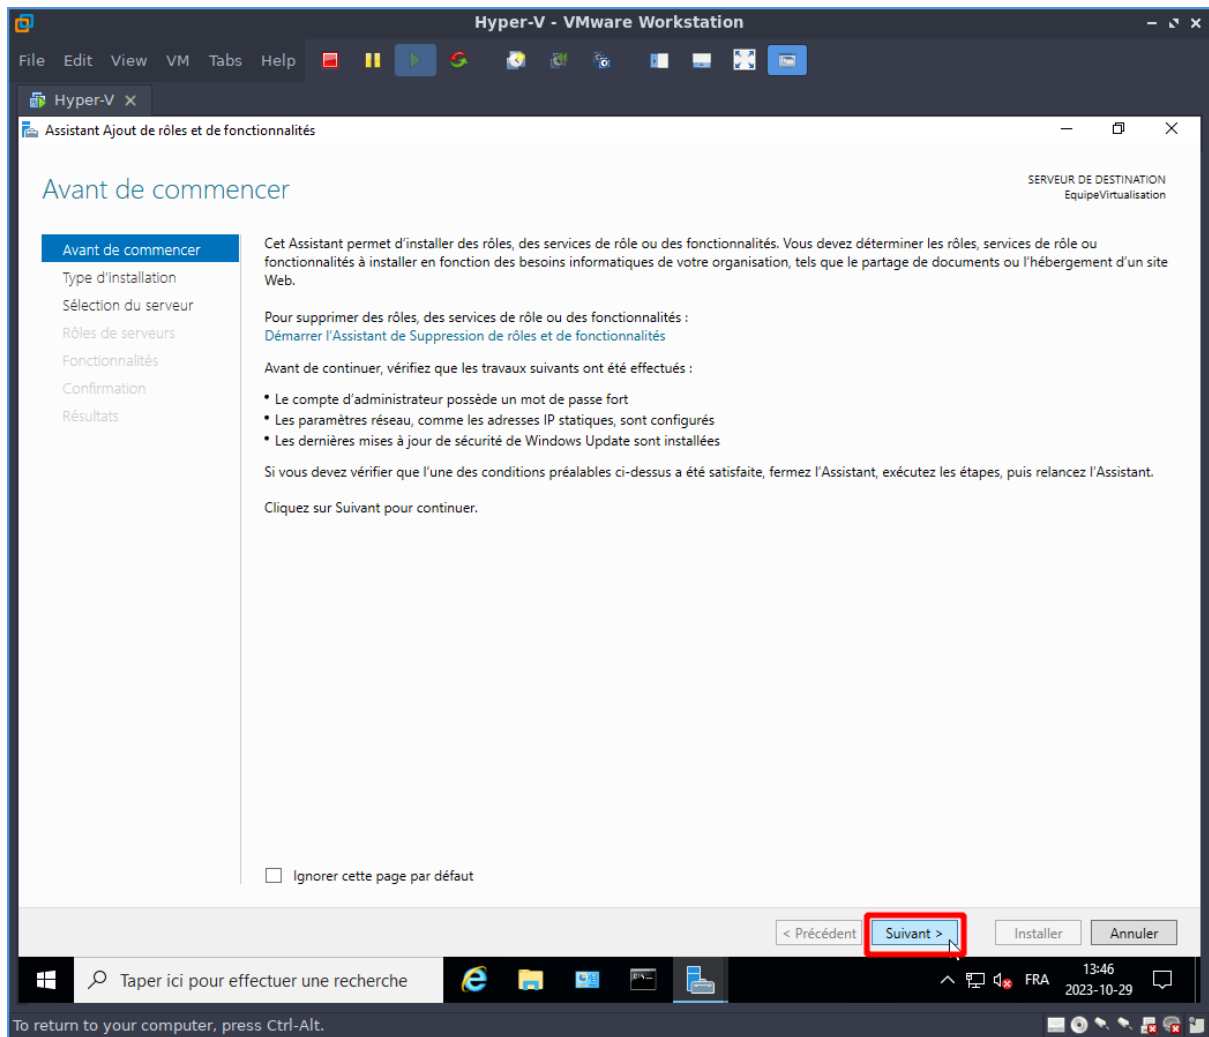 Hyper-V - VMware Workstation
File Edit View VM Tabs Help
Hyper-V
Assistant Ajout de rôles et de fonctionnalités
Avant de commencer
SERVEUR DE DESTINATION
EquipeVirtualisation
Avant de commencer
Type d'installation
Sélection du serveur
Rôles de serveurs
Fonctionnalités
Confirmation
Résultats
Cet Assistant permet d'installer des rôles, des services de rôle ou des fonctionnalités. Vous devez déterminer les rôles, services de rôle ou
fonctionnalités à installer en fonction des besoins informatiques de votre organisation, tels que le partage de documents ou l'hébergement d'un site
Web.
Pour supprimer des rôles, des services de rôle ou des fonctionnalités :
Démarrer l'Assistant de Suppression de rôles et de fonctionnalités
Avant de continuer, vérifiez que les travaux suivants ont été effectués :
• Le compte d'administrateur possède un mot de passe fort
• Les paramètres réseau, comme les adresses IP statiques, sont configurés
• Les dernières mises à jour de sécurité de Windows Update sont installées
Si vous devez vérifier que l'une des conditions préalables ci-dessus a été satisfaite, fermez l'Assistant, exécutez les étapes, puis relancez l'Assistant.
Cliquez sur Suivant pour continuer.
Ignorer cette page par défaut
< Précédent Suivant > Installer Annuler
Taper ici pour effectuer une recherche
FRA
13:46
2023-10-29
To return to your computer, press Ctrl-Alt.